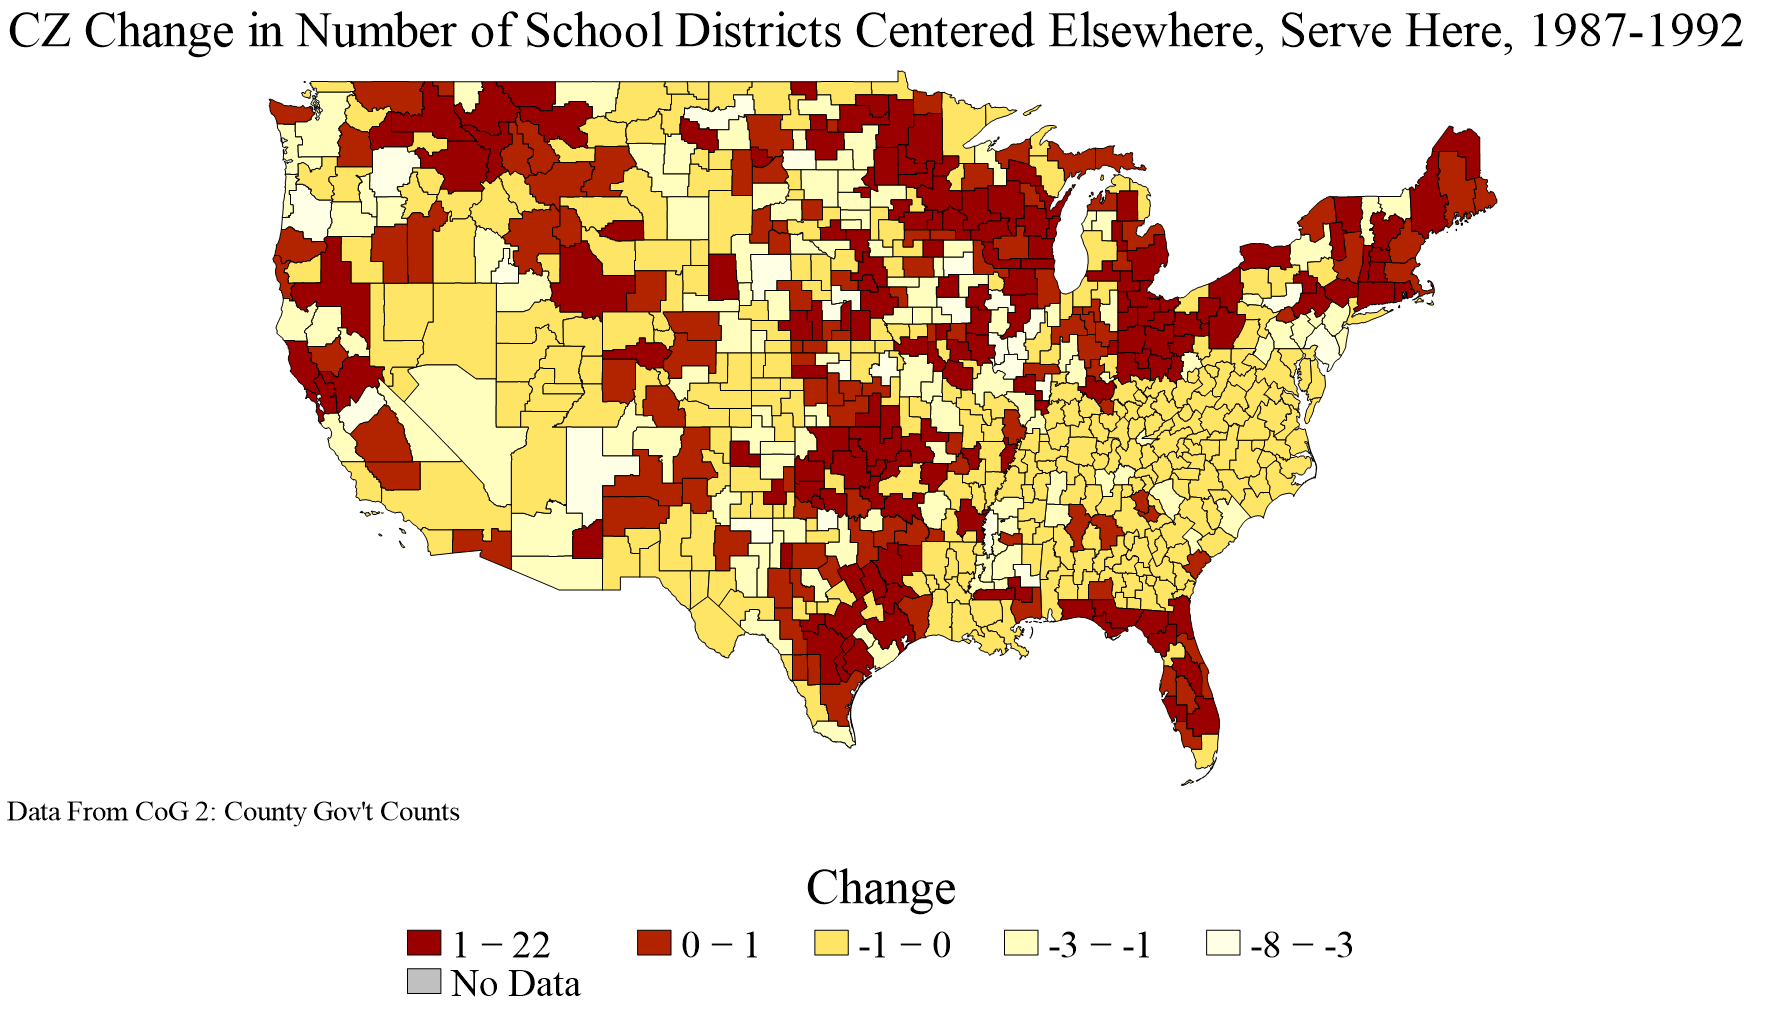 CZ Change in Number of School Districts Centered Elsewhere, Serve Here, 1987-1992
Data From CoG 2: County Gov't Counts
Change
1 − 22
0 − 1
-1 − 0
-3 − -1
-8 − -3
No Data